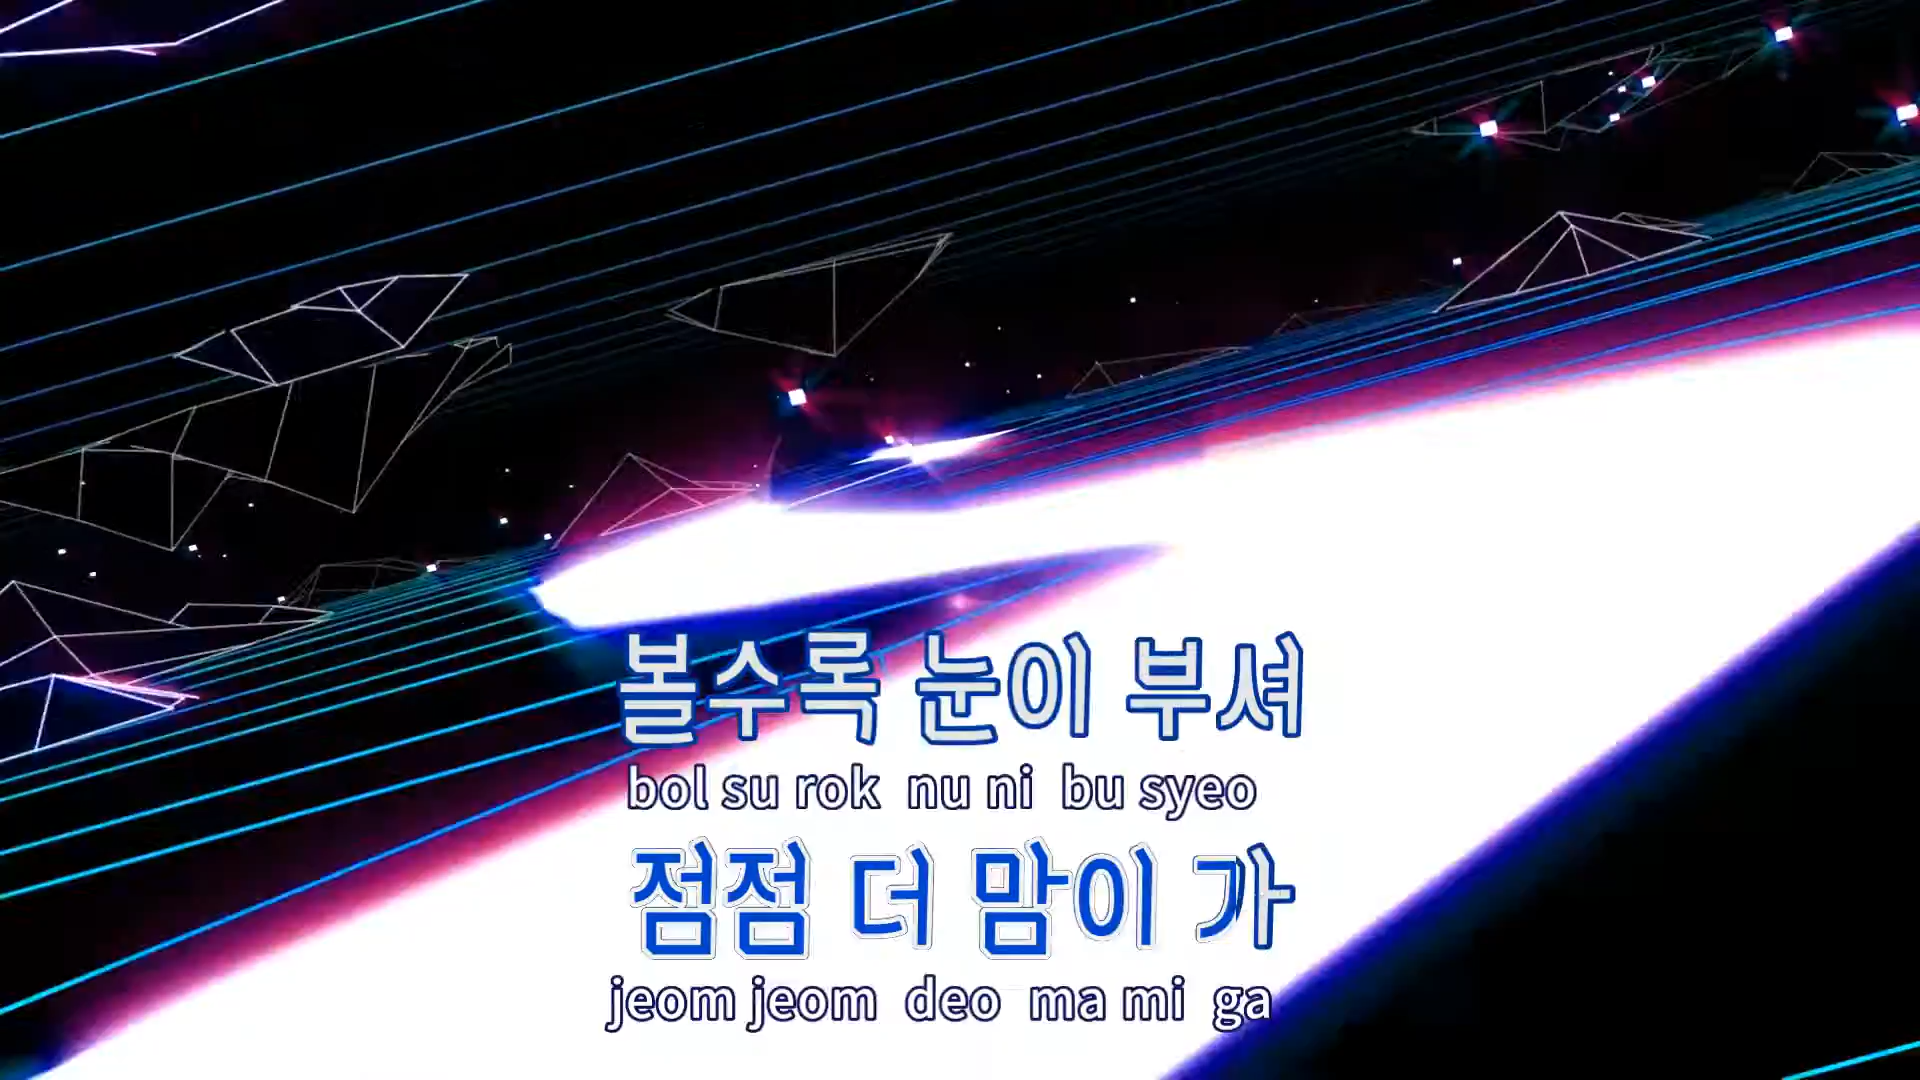 볼수록 눈이 부셔
bol su rok nu ni bu syeo
점점 더 맘이 가
jeom jeom deo ma mi ga